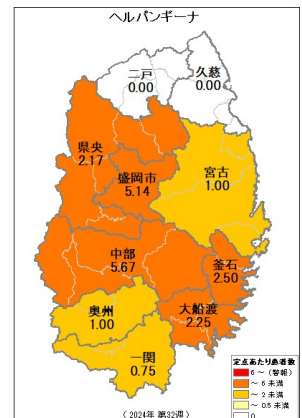 ヘルパンギーナ
二戸
0.00
久慈
0.00
県央
2.17
盛岡市
5.14
宮古
1.00
中部
5.67
釜石
2.50
奥州
1.00
大船渡
2.25
一関
0.75
定点あたり患者数
6 ~ (警報)
~ 6 未満
~ 2 未満
~ 0.5 未満
0
( 2024年 第32週 )